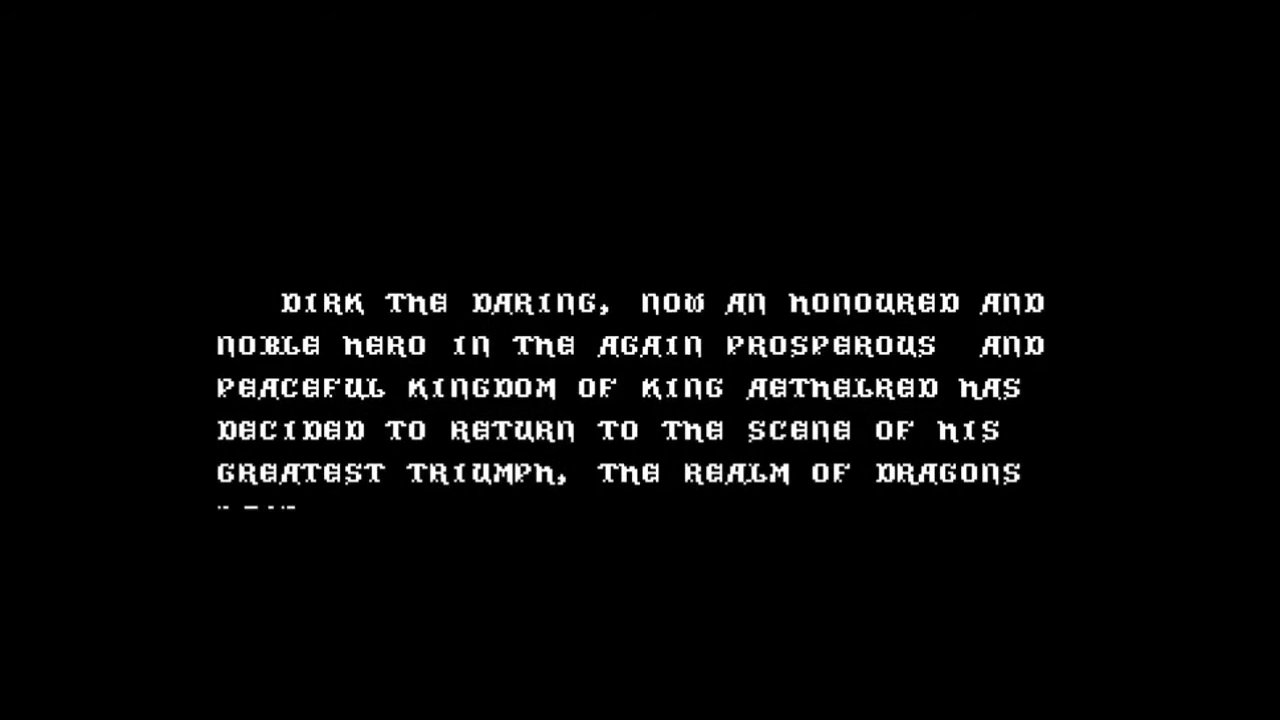 DIRK THE DARING, NOW AN HONOURED AND
NOBLE HERO IN THE AGAIN PROSPEROUS AND
PEACEFUL KINGDOM OF KING AETHELRED HAS
DECIDED TO RETURN TO THE SCENE OF HIS
GREATEST TRIUMPH, THE REALM OF DRAGONS